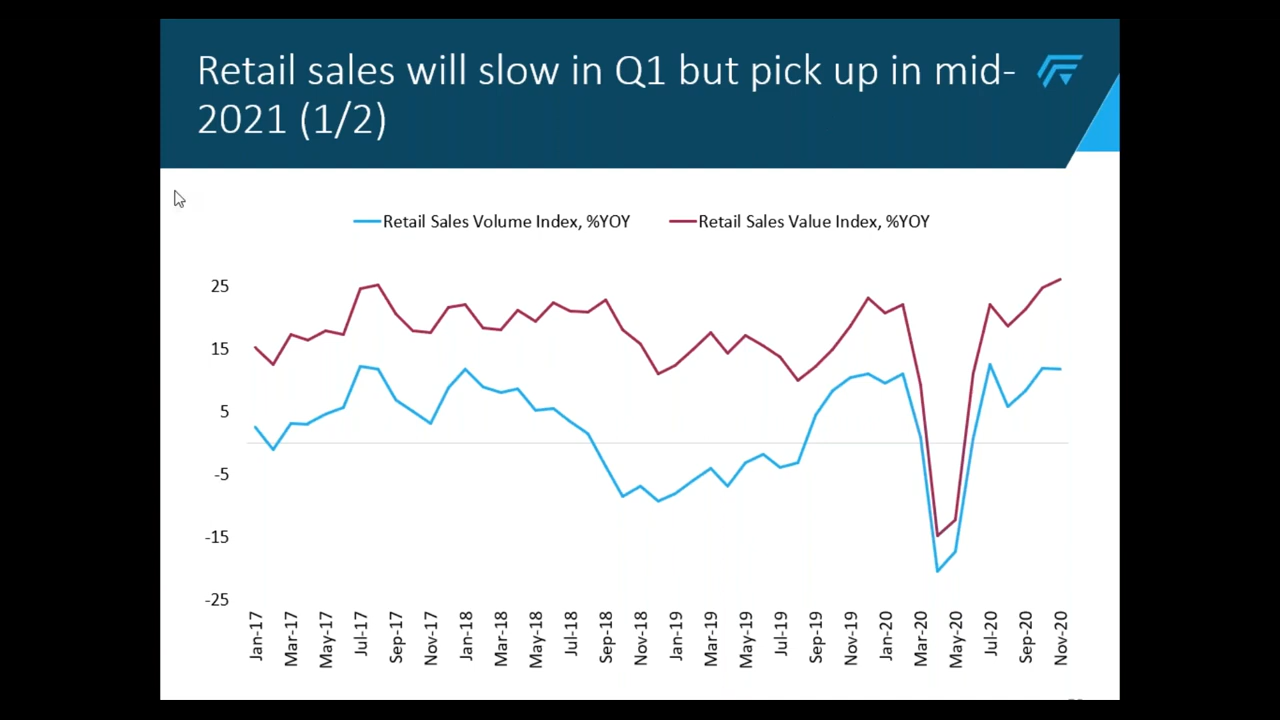 Retail sales will slow in Q1 but pick up in mid-
2021 (1/2)
Retail Sales Volume Index, %YOY
Retail Sales Value Index, %YOY
25
15
5
-5
-15
-25
Jan-17
Mar-17
May-17
Jul-17
Sep-17
Nov-17
Jan-18
Mar-18
May-18
Jul-18
Sep-18
Nov-18
Jan-19
Mar-19
May-19
Jul-19
Sep-19
Nov-19
Jan-20
Mar-20
May-20
Jul-20
Sep-20
Nov-20